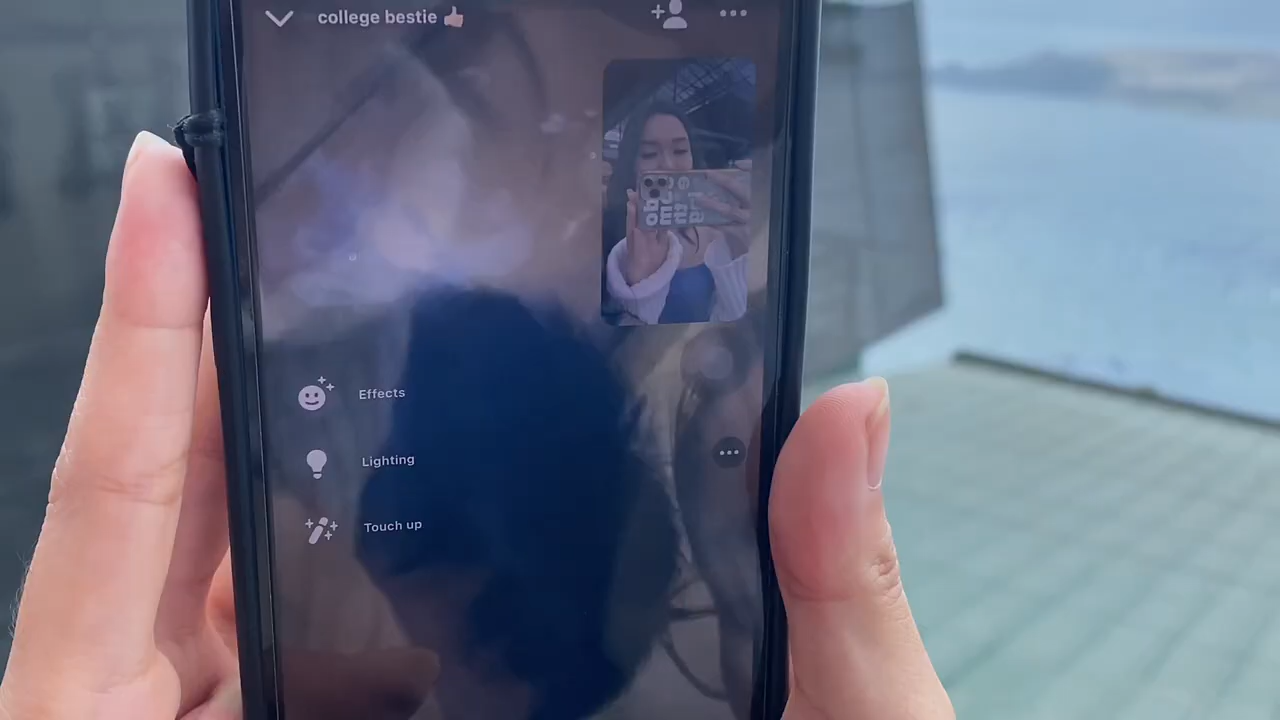 college bestie 👍🏻
Effects
Lighting
Touch up